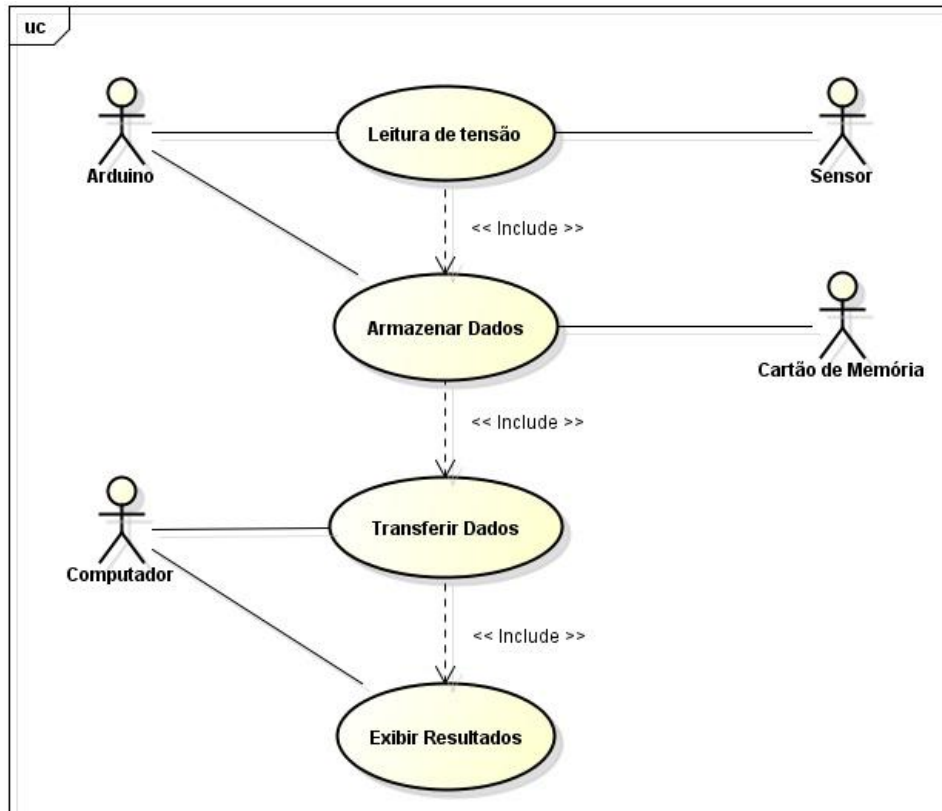 uc
Leitura de tensão
Arduino
Sensor
<< Include >>
Armazenar Dados
Cartão de Memória
<< Include >>
Transferir Dados
Computador
<< Include >>
Exibir Resultados